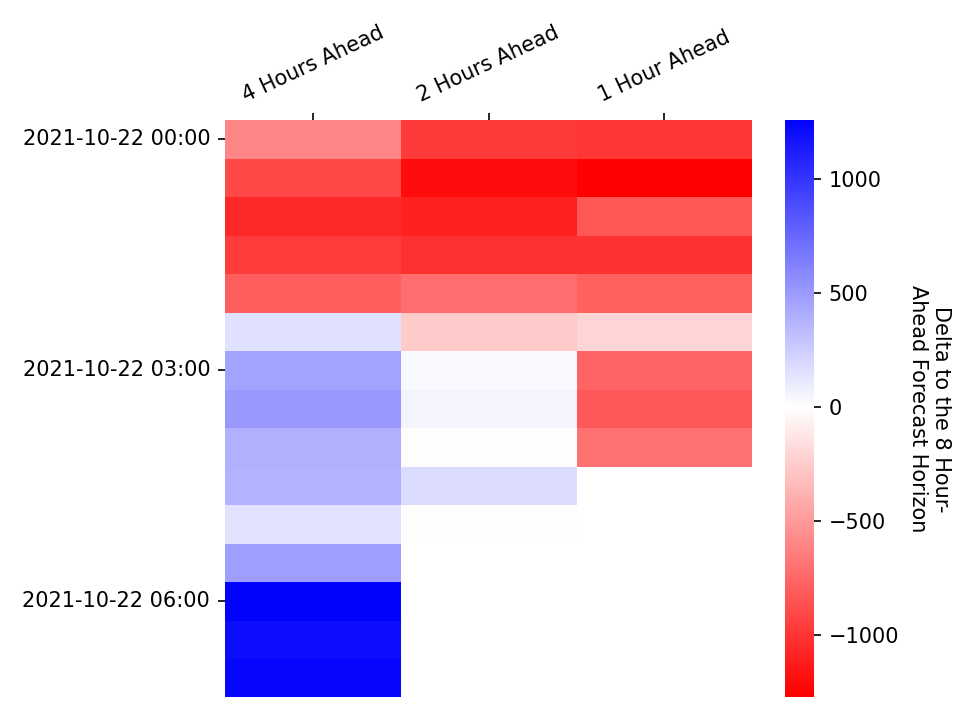 4 Hours Ahead
2 Hours Ahead
1 Hour Ahead
2021-10-22 00:00
2021-10-22 03:00
2021-10-22 06:00
1000
500
0
−500
−1000
Delta to the 8 Hour-
Ahead Forecast Horizon